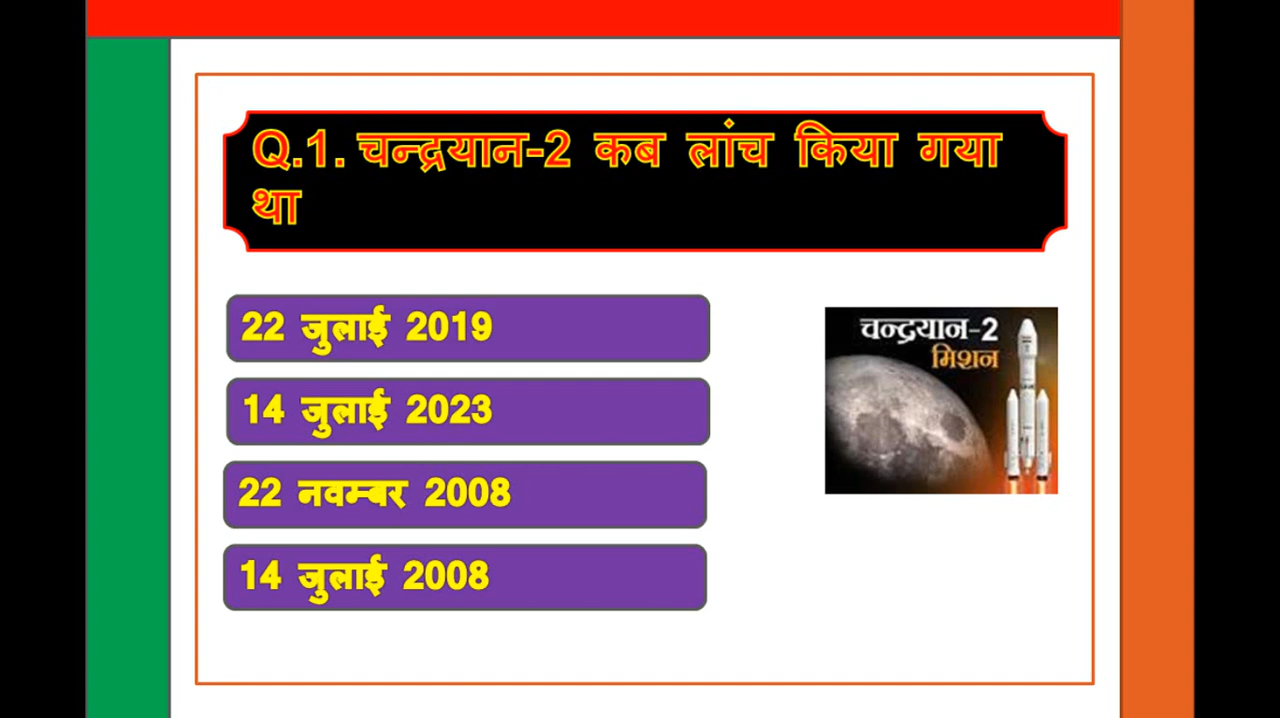 Q.1. चन्द्रयान-2 कब लांच किया गया
था
22 जुलाई 2019
14 जुलाई 2023
22 नवम्बर 2008
14 जुलाई 2008
चन्द्रयान-2
मिशन